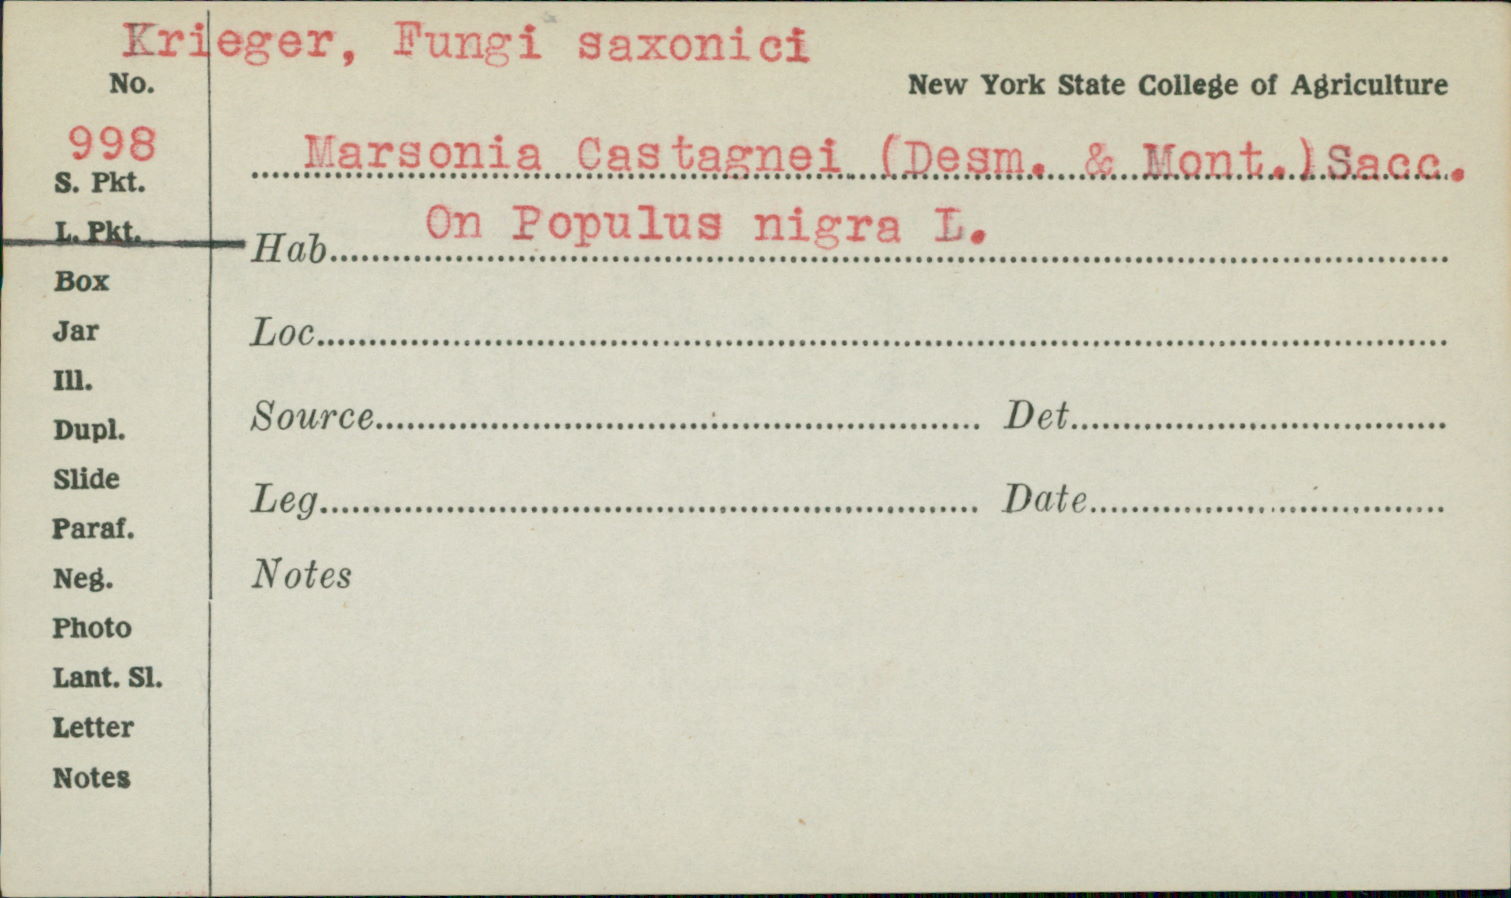 Krieger, Fungi saxonici
No.
New York State College of Agriculture
998
Marsonia Castagnei (Desm. & Mont.)Sacc.
S. Pkt.
On Populus nigra L.
L. Pkt.
Hab
Box
Jar
Loc
Ill.
Dupl.
Source Det
Slide
Leg Date
Paraf.
Neg.
Notes
Photo
Lant. Sl.
Letter
Notes